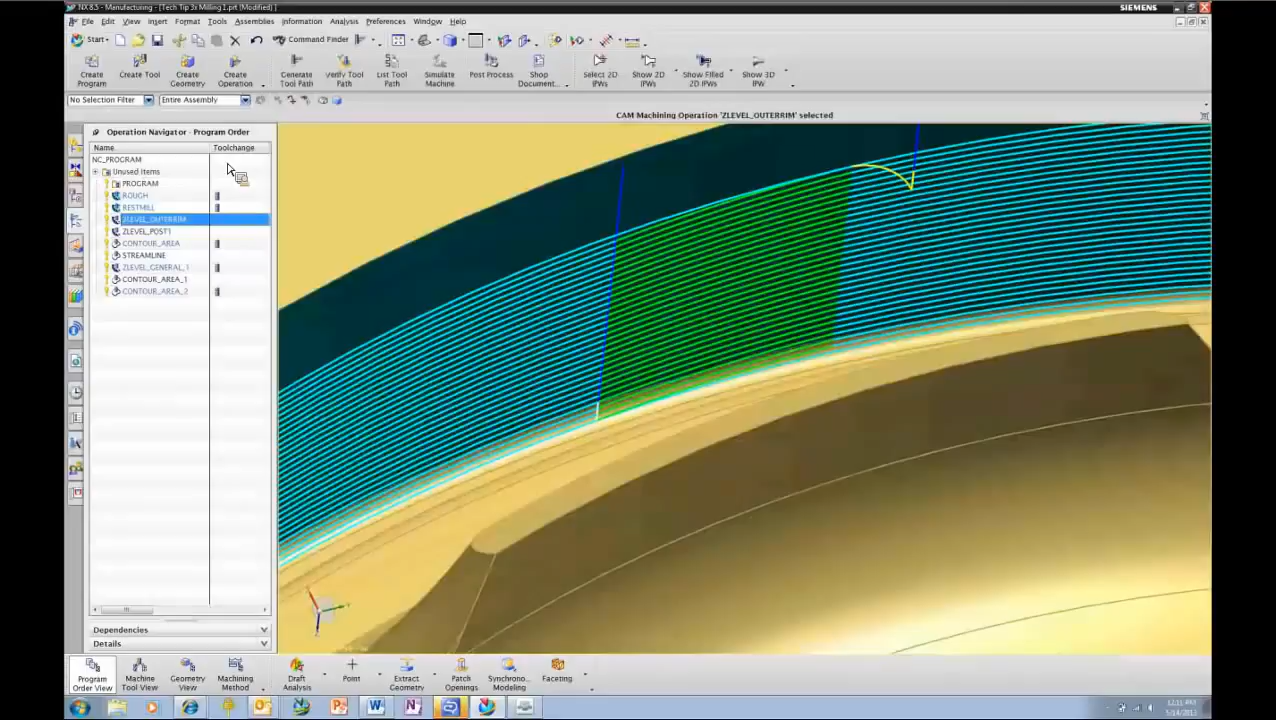 NX 8.5 - Manufacturing - [Tech Tip 3x Milling 1.prt (Modified) ]
SIEMENS
File Edit View Insert Format Tools Assemblies Information Analysis Preferences Window Help
Start Command Finder
Create Program
Create Tool
Create Geometry
Create Operation
Generate Tool Path
Verify Tool Path
List Tool Path
Simulate Machine
Post Process
Shop Document...
Select 2D IPWs
Show 2D IPWs
Show Filled 2D IPWs
Show 3D IPW
No Selection Filter Entire Assembly
CAM Machining Operation 'ZLEVEL_OUTERRIM' selected
Operation Navigator - Program Order
Name Toolchange
NC_PROGRAM
Unused Items
PROGRAM
ROUGH
RESTMILL
ZLEVEL_OUTERRIM
ZLEVEL_POST1
CONTOUR_AREA
STREAMLINE
ZLEVEL_GENERAL_1
CONTOUR_AREA_1
CONTOUR_AREA_2
Dependencies
Details
Program Order View
Machine Tool View
Geometry View
Machining Method
Draft Analysis
Point
Extract Geometry
Patch Openings
Synchrono... Modeling
Faceting
12:11 PM
5/14/2013